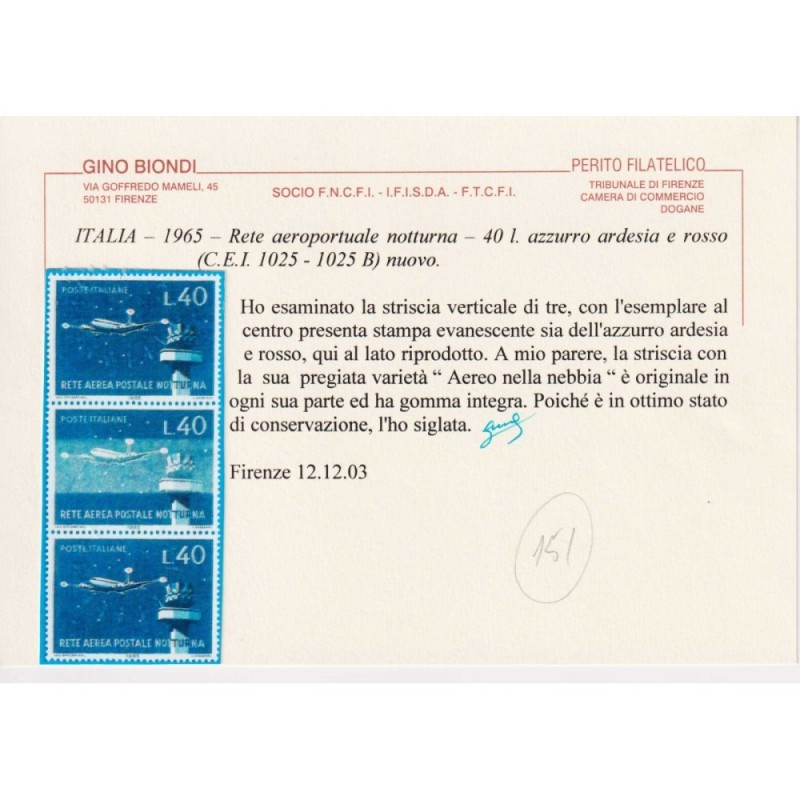 GINO BIONDI
VIA GOFFREDO MAMELI, 45
50131 FIRENZE
SOCIO F.N.C.F.I. - I.F.I.S.D.A. - F.T.C.F.I.
PERITO FILATELICO
TRIBUNALE DI FIRENZE
CAMERA DI COMMERCIO
DOGANE
ITALIA – 1965 – Rete aeroportuale notturna – 40 l. azzurro ardesia e rosso
(C.E.I. 1025 - 1025 B) nuovo.
POSTE ITALIANE
L.40
RETE AEREA POSTALE NOTTURNA
1965
POSTE ITALIANE
L.40
RETE AEREA POSTALE NOTTURNA
1965
POSTE ITALIANE
L.40
RETE AEREA POSTALE NOTTURNA
1965
Ho esaminato la striscia verticale di tre, con l'esemplare al
centro presenta stampa evanescente sia dell'azzurro ardesia
e rosso, qui al lato riprodotto. A mio parere, la striscia con
la sua pregiata varietà “ Aereo nella nebbia “ è originale in
ogni sua parte ed ha gomma integra. Poiché è in ottimo stato
di conservazione, l'ho siglata.
Firenze 12.12.03
151